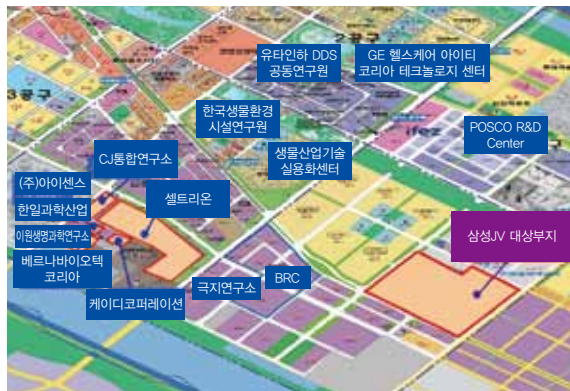 2공구
유타인하 DDS
공동연구원
GE 헬스케어 아이티
코리아 테크놀로지 센터
3공구
한국생물환경
시설연구원
ifez
POSCO R&D
Center
CJ통합연구소
생물산업기술
실용화센터
(주)아이센스
셀트리온
한일과학산업
이원생명과학연구소
삼성JV 대상부지
베르나바이오텍
코리아
극지연구소
BRC
케이디코퍼레이션